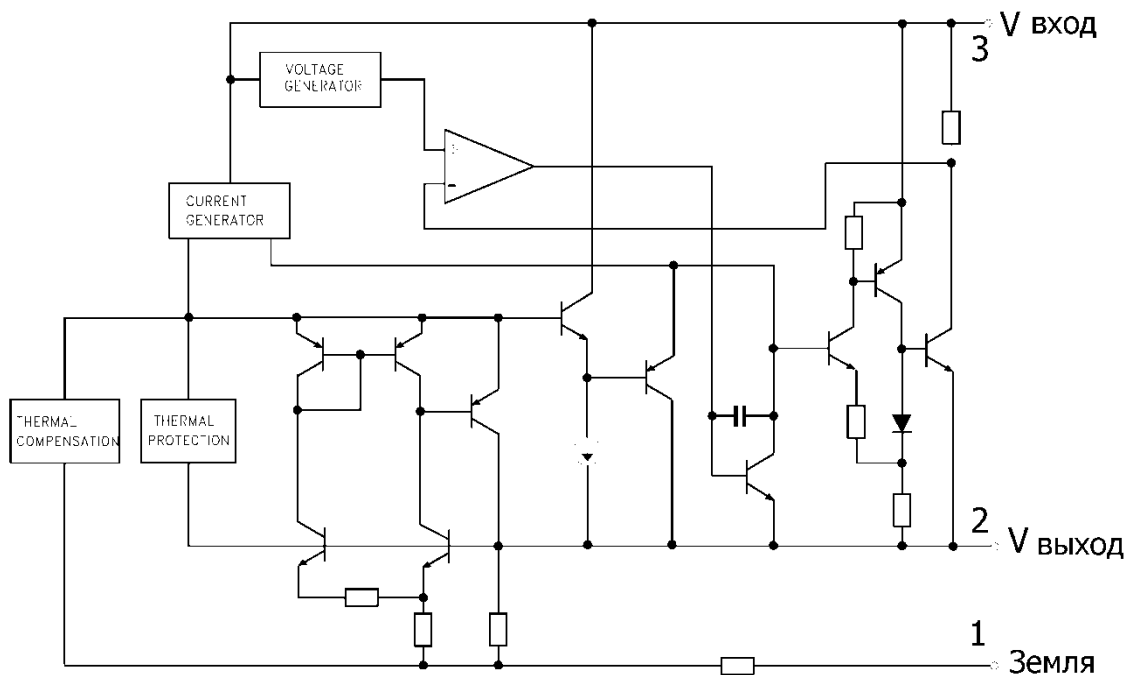 V вход
3
VOLTAGE
GENERATOR
+
-
CURRENT
GENERATOR
THERMAL
COMPENSATION
THERMAL
PROTECTION
2
V выход
1
Земля